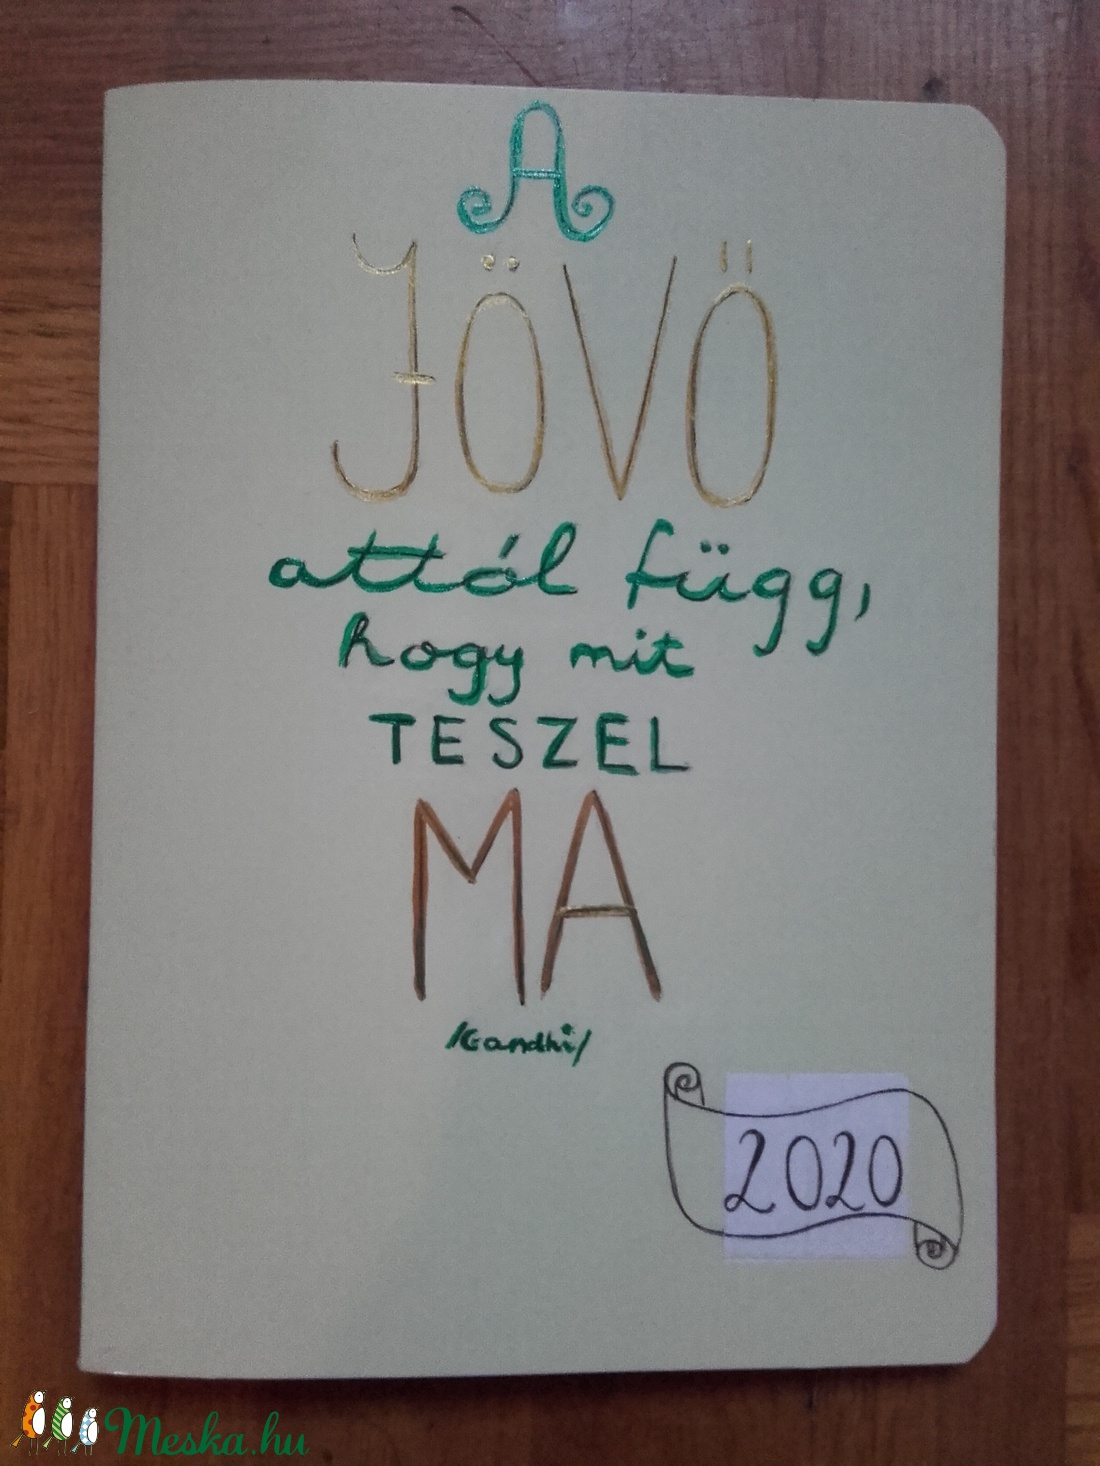 A
JÖVŐ
attól függ,
hogy mit
TESZEL
MA
/Gandhi/
2020
Meska.hu